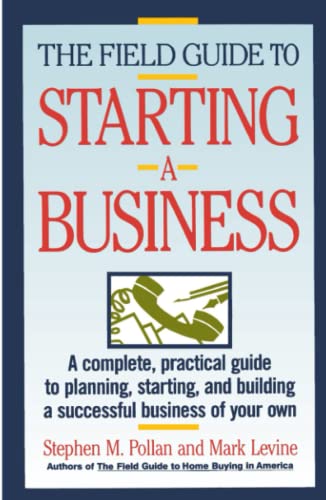 THE FIELD GUIDE TO
STARTING
A
BUSINESS
A complete, practical guide
to planning, starting, and building
a successful business of your own
Stephen M. Pollan and Mark Levine
Authors of The Field Guide to Home Buying in America